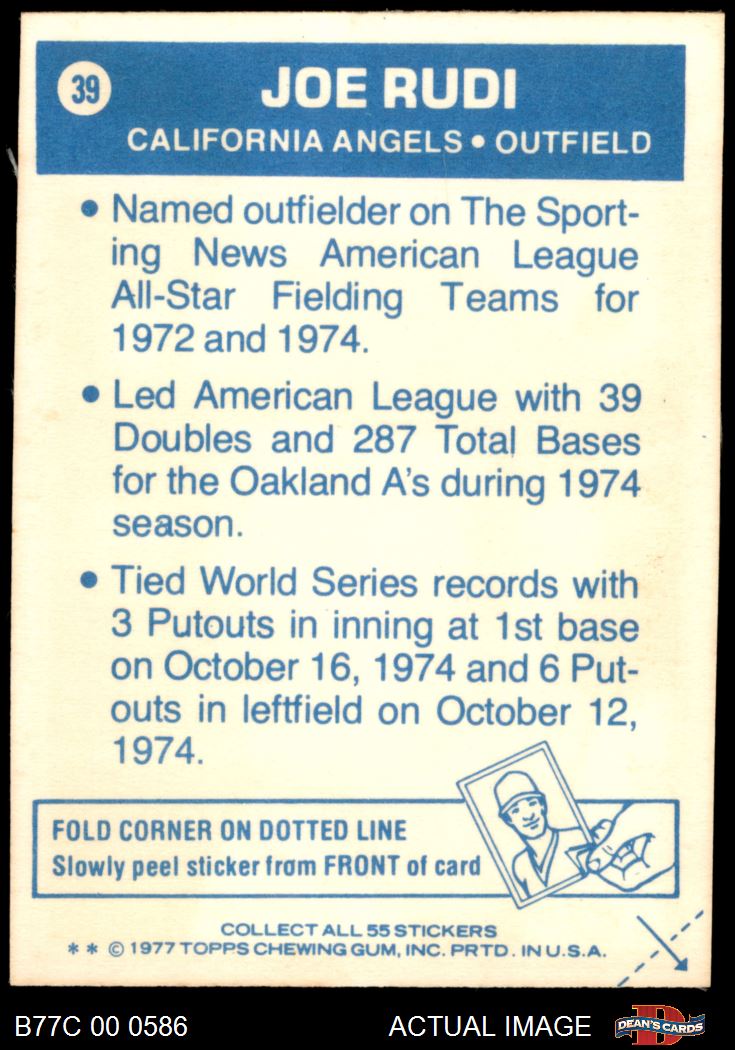 39
JOE RUDI
CALIFORNIA ANGELS • OUTFIELD
• Named outfielder on The Sport-
ing News American League
All-Star Fielding Teams for
1972 and 1974.
• Led American League with 39
Doubles and 287 Total Bases
for the Oakland A's during 1974
season.
• Tied World Series records with
3 Putouts in inning at 1st base
on October 16, 1974 and 6 Put-
outs in leftfield on October 12,
1974.
FOLD CORNER ON DOTTED LINE
Slowly peel sticker from FRONT of card
COLLECT ALL 55 STICKERS
* * © 1977 TOPPS CHEWING GUM, INC. PRTD. IN U.S.A.
B77C 00 0586
ACTUAL IMAGE
D
DEAN'S CARDS